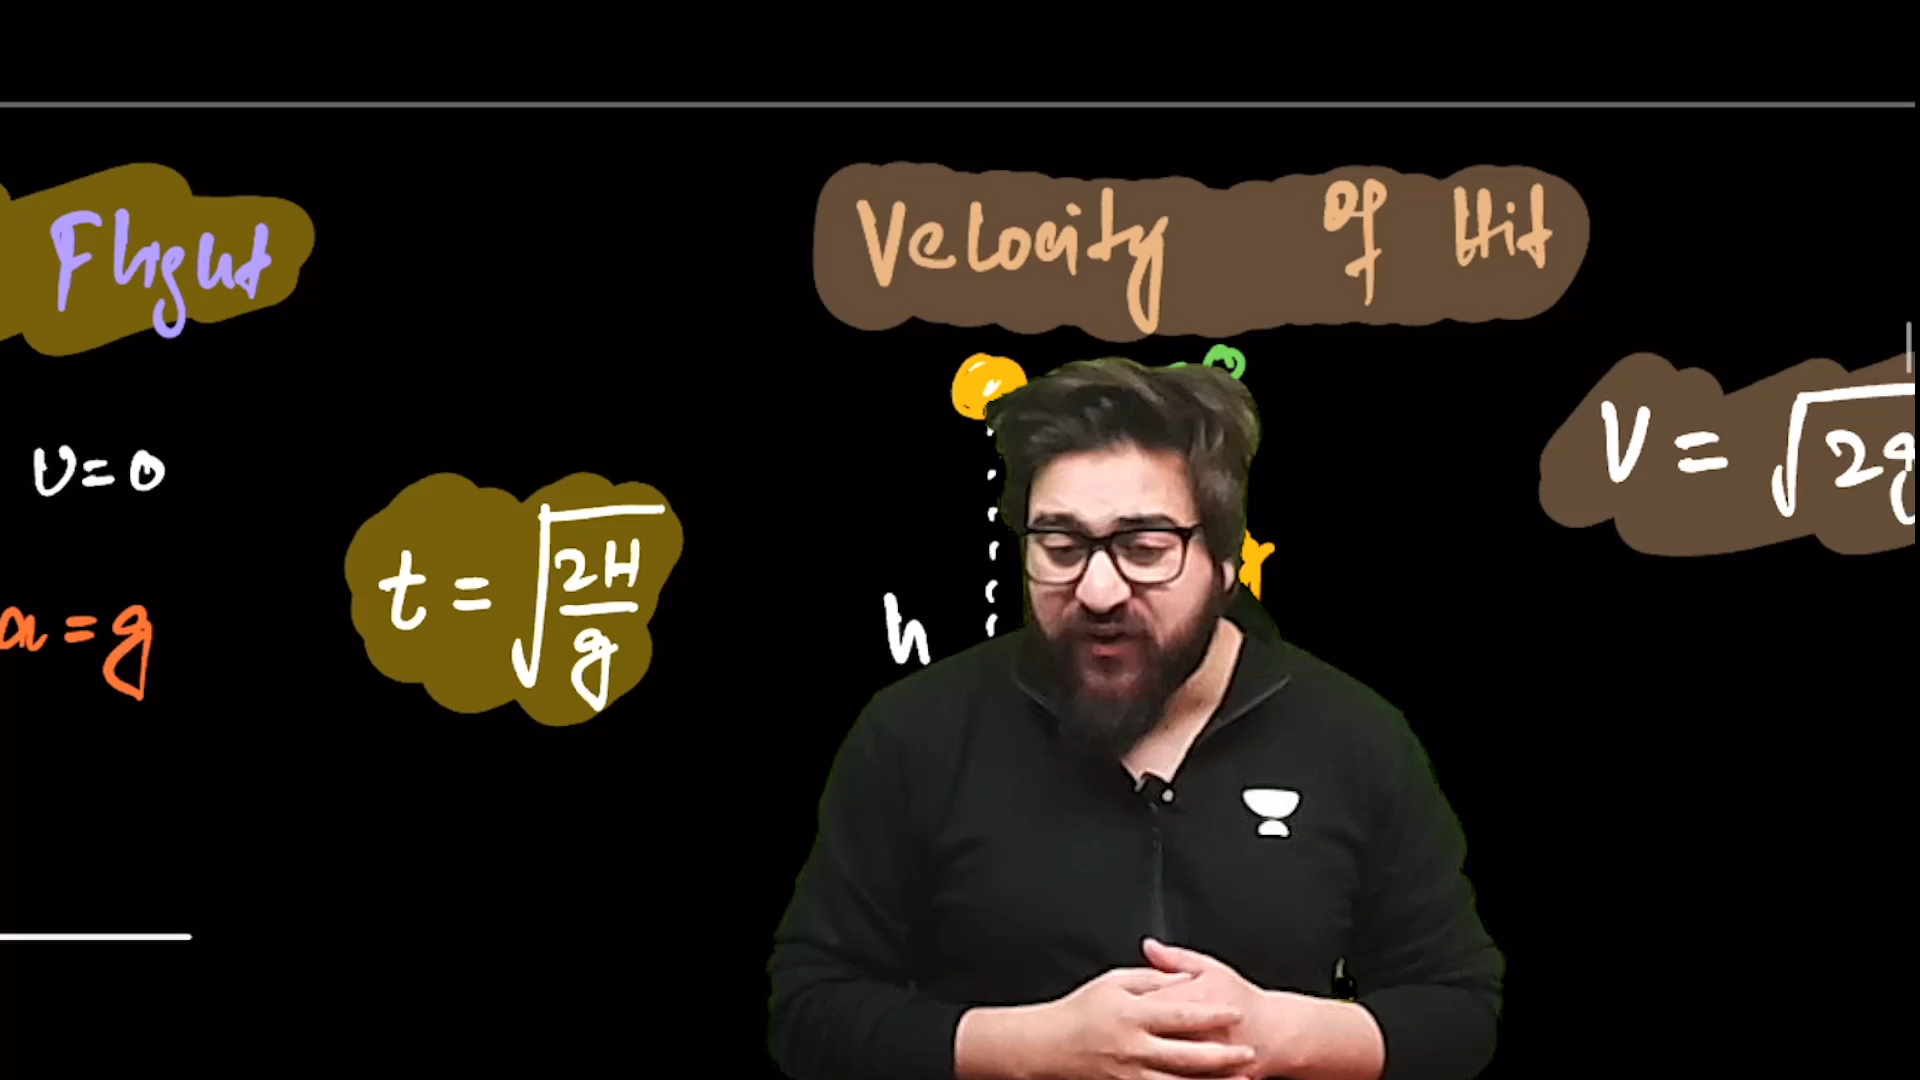 Flight
Velocity of Hit
u=0
V = √2g
a = g
t = √2H/g
h